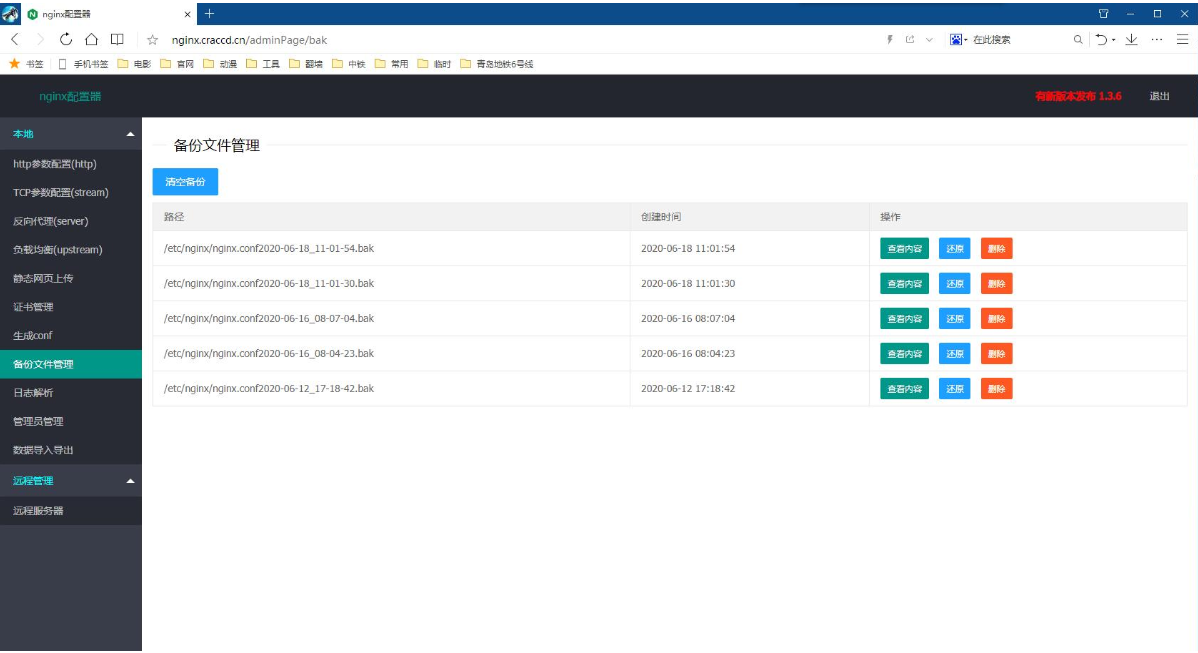 nginx配置器
nginx.craccd.cn/adminPage/bak
在此搜索
书签 手机书签 电影 官网 动漫 工具 翻墙 中铁 常用 临时 青岛地铁6号线
nginx配置器
有新版本发布 1.3.6
退出
本地
http参数配置(http)
TCP参数配置(stream)
反向代理(server)
负载均衡(upstream)
静态网页上传
证书管理
生成conf
备份文件管理
日志解析
管理员管理
数据导入导出
远程管理
远程服务器
备份文件管理
清空备份
路径 创建时间 操作
/etc/nginx/nginx.conf2020-06-18_11-01-54.bak 2020-06-18 11:01:54 查看内容 还原 删除
/etc/nginx/nginx.conf2020-06-18_11-01-30.bak 2020-06-18 11:01:30 查看内容 还原 删除
/etc/nginx/nginx.conf2020-06-16_08-07-04.bak 2020-06-16 08:07:04 查看内容 还原 删除
/etc/nginx/nginx.conf2020-06-16_08-04-23.bak 2020-06-16 08:04:23 查看内容 还原 删除
/etc/nginx/nginx.conf2020-06-12_17-18-42.bak 2020-06-12 17:18:42 查看内容 还原 删除